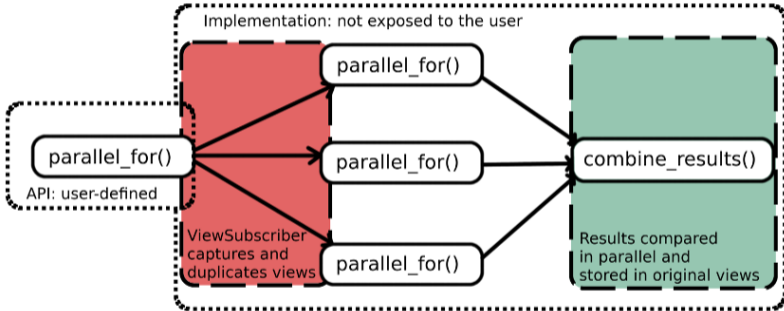 Implementation: not exposed to the user
parallel_for()
API: user-defined
ViewSubscriber
captures and
duplicates views
parallel_for()
parallel_for()
parallel_for()
combine_results()
Results compared
in parallel and
stored in original views